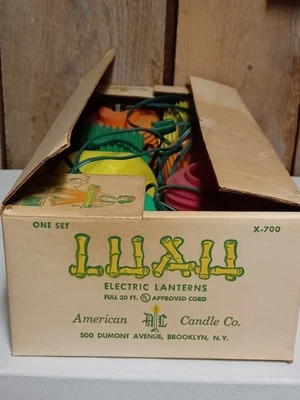 ONE SET X-700
LUAU
ELECTRIC LANTERNS
FULL 20 FT. UL APPROVED CORD
American AC Candle Co.
500 DUMONT AVENUE, BROOKLYN, N.Y.